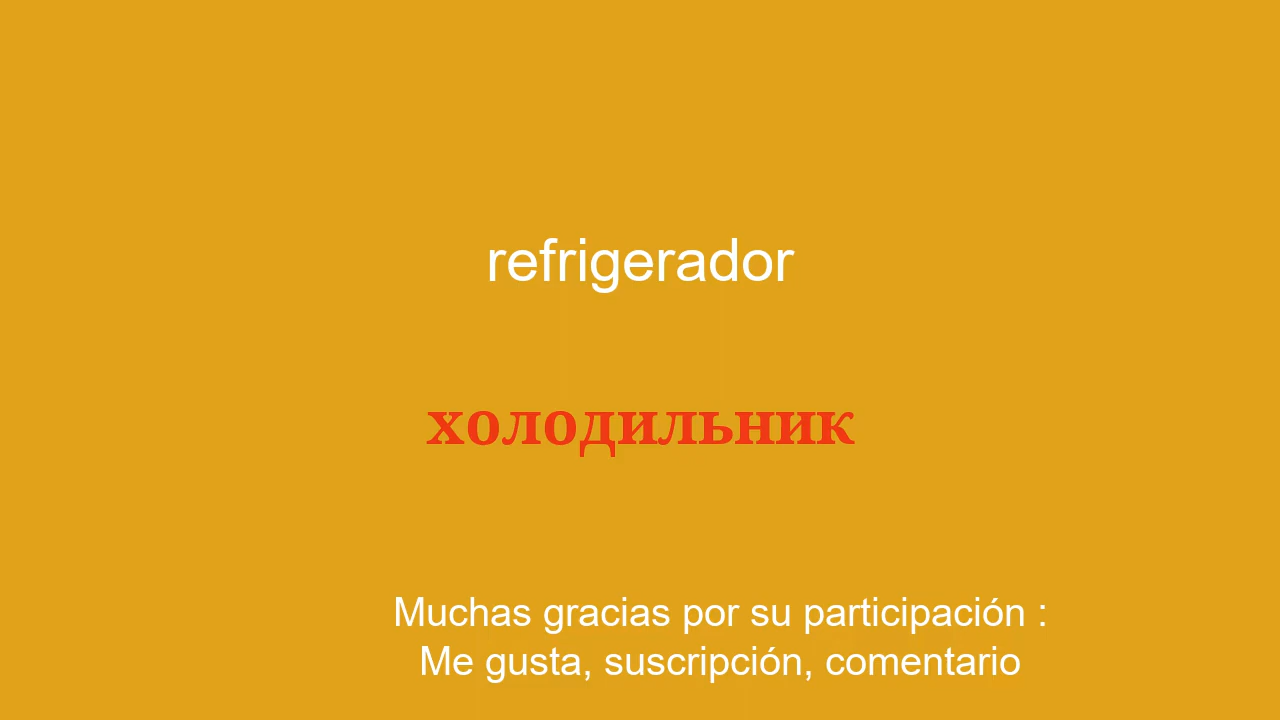 refrigerador
холодильник
Muchas gracias por su participación :
Me gusta, suscripción, comentario